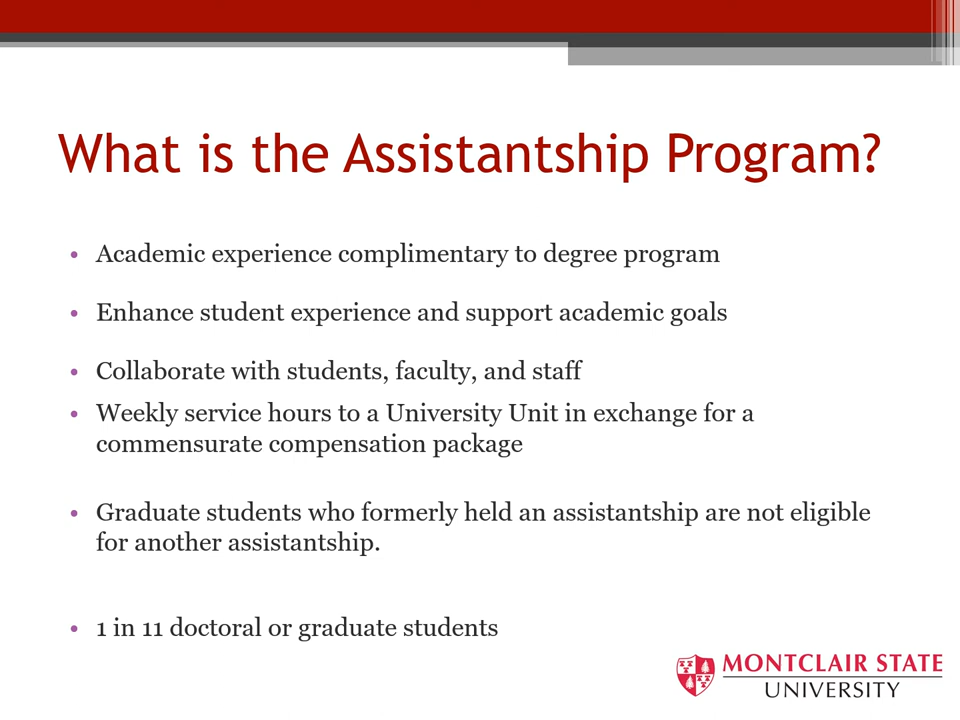 What is the Assistantship Program?
• Academic experience complimentary to degree program
• Enhance student experience and support academic goals
• Collaborate with students, faculty, and staff
• Weekly service hours to a University Unit in exchange for a
commensurate compensation package
• Graduate students who formerly held an assistantship are not eligible
for another assistantship.
• 1 in 11 doctoral or graduate students
MONTCLAIR STATE
UNIVERSITY